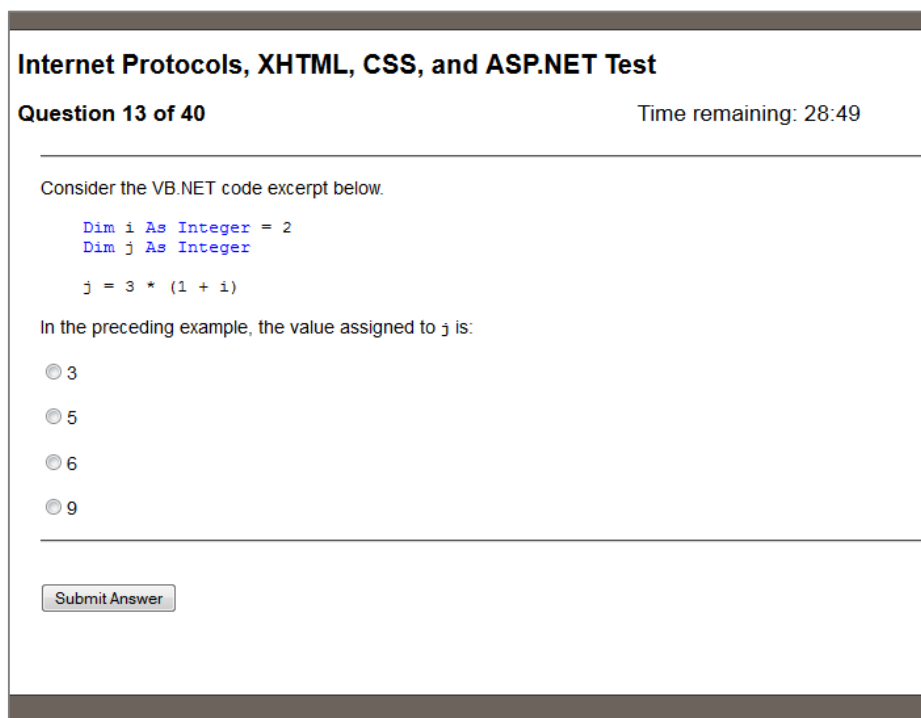 Internet Protocols, XHTML, CSS, and ASP.NET Test
Question 13 of 40 Time remaining: 28:49
Consider the VB.NET code excerpt below.
Dim i As Integer = 2
Dim j As Integer
j = 3 * (1 + i)
In the preceding example, the value assigned to j is:
3
5
6
9
Submit Answer